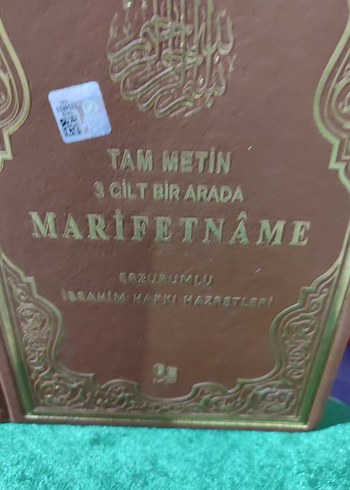 TAM METİN
3 CİLT BİR ARADA
MARİFETNÂME
ERZURUMLU
İBRAHİM HAKKI HAZRETLERİ